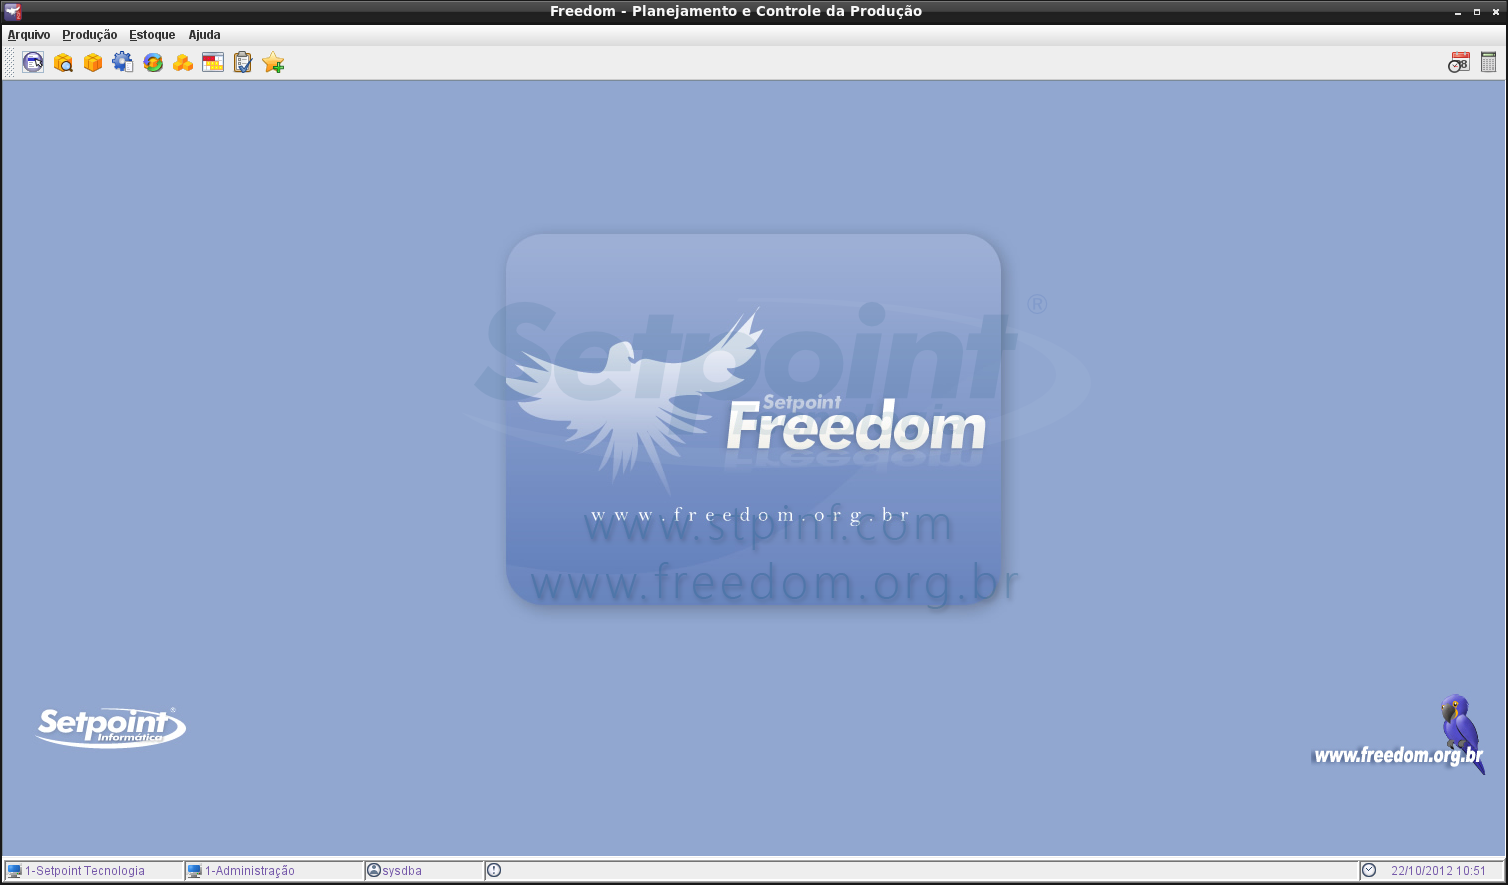 Freedom - Planejamento e Controle da Produção
Arquivo Produção Estoque Ajuda
8
Setpoint ®
Setpoint
Freedom
www.freedom.org.br
www.stpinf.com
www.freedom.org.br
Setpoint ®
Informática
www.freedom.org.br
1-Setpoint Tecnologia 1-Administração sysdba 22/10/2012 10:51